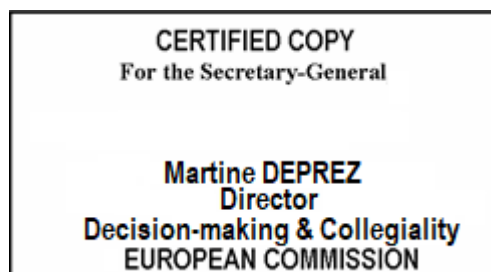 CERTIFIED COPY
For the Secretary-General
Martine DEPREZ
Director
Decision-making & Collegiality
EUROPEAN COMMISSION